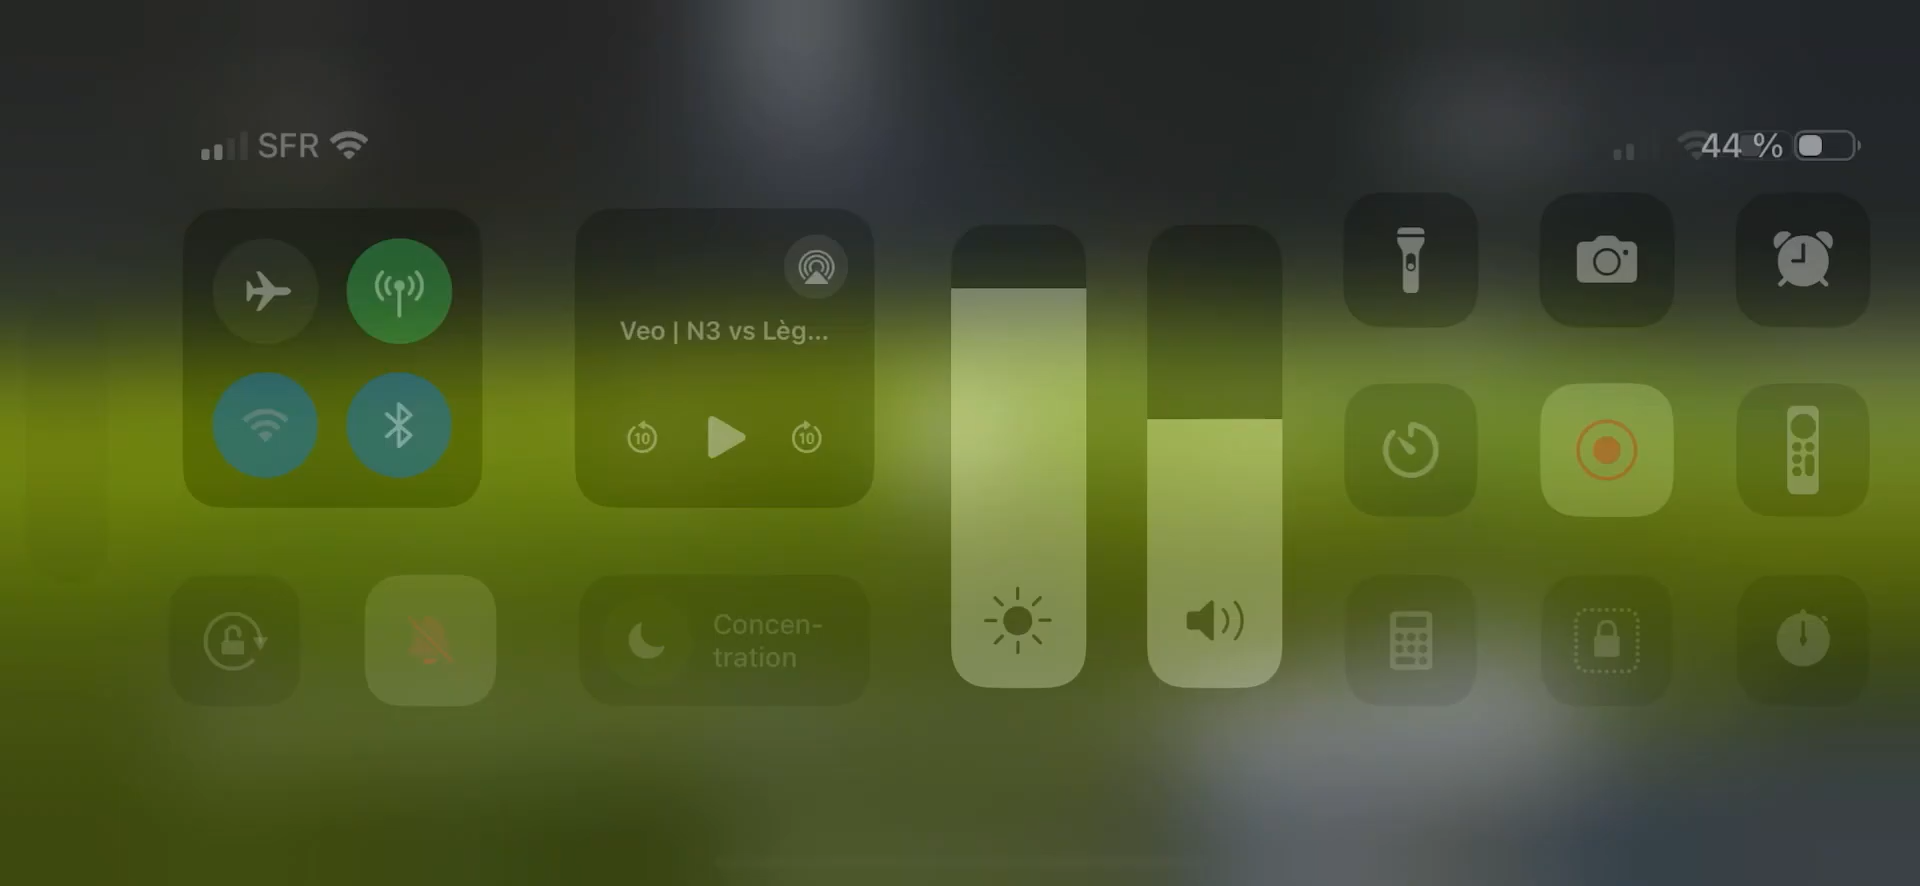 SFR
44 %
Veo | N3 vs Lèg...
10
10
Concen-
tration